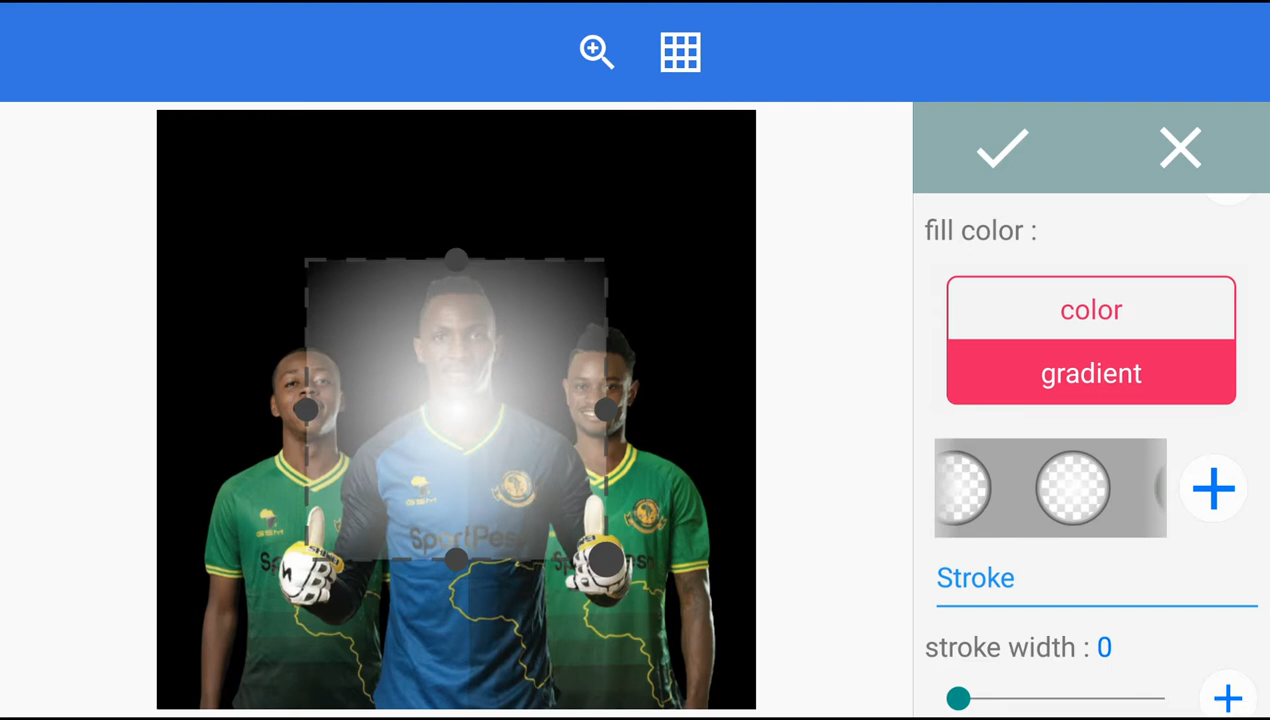 fill color :
color
gradient
Stroke
stroke width : 0
SportPesa